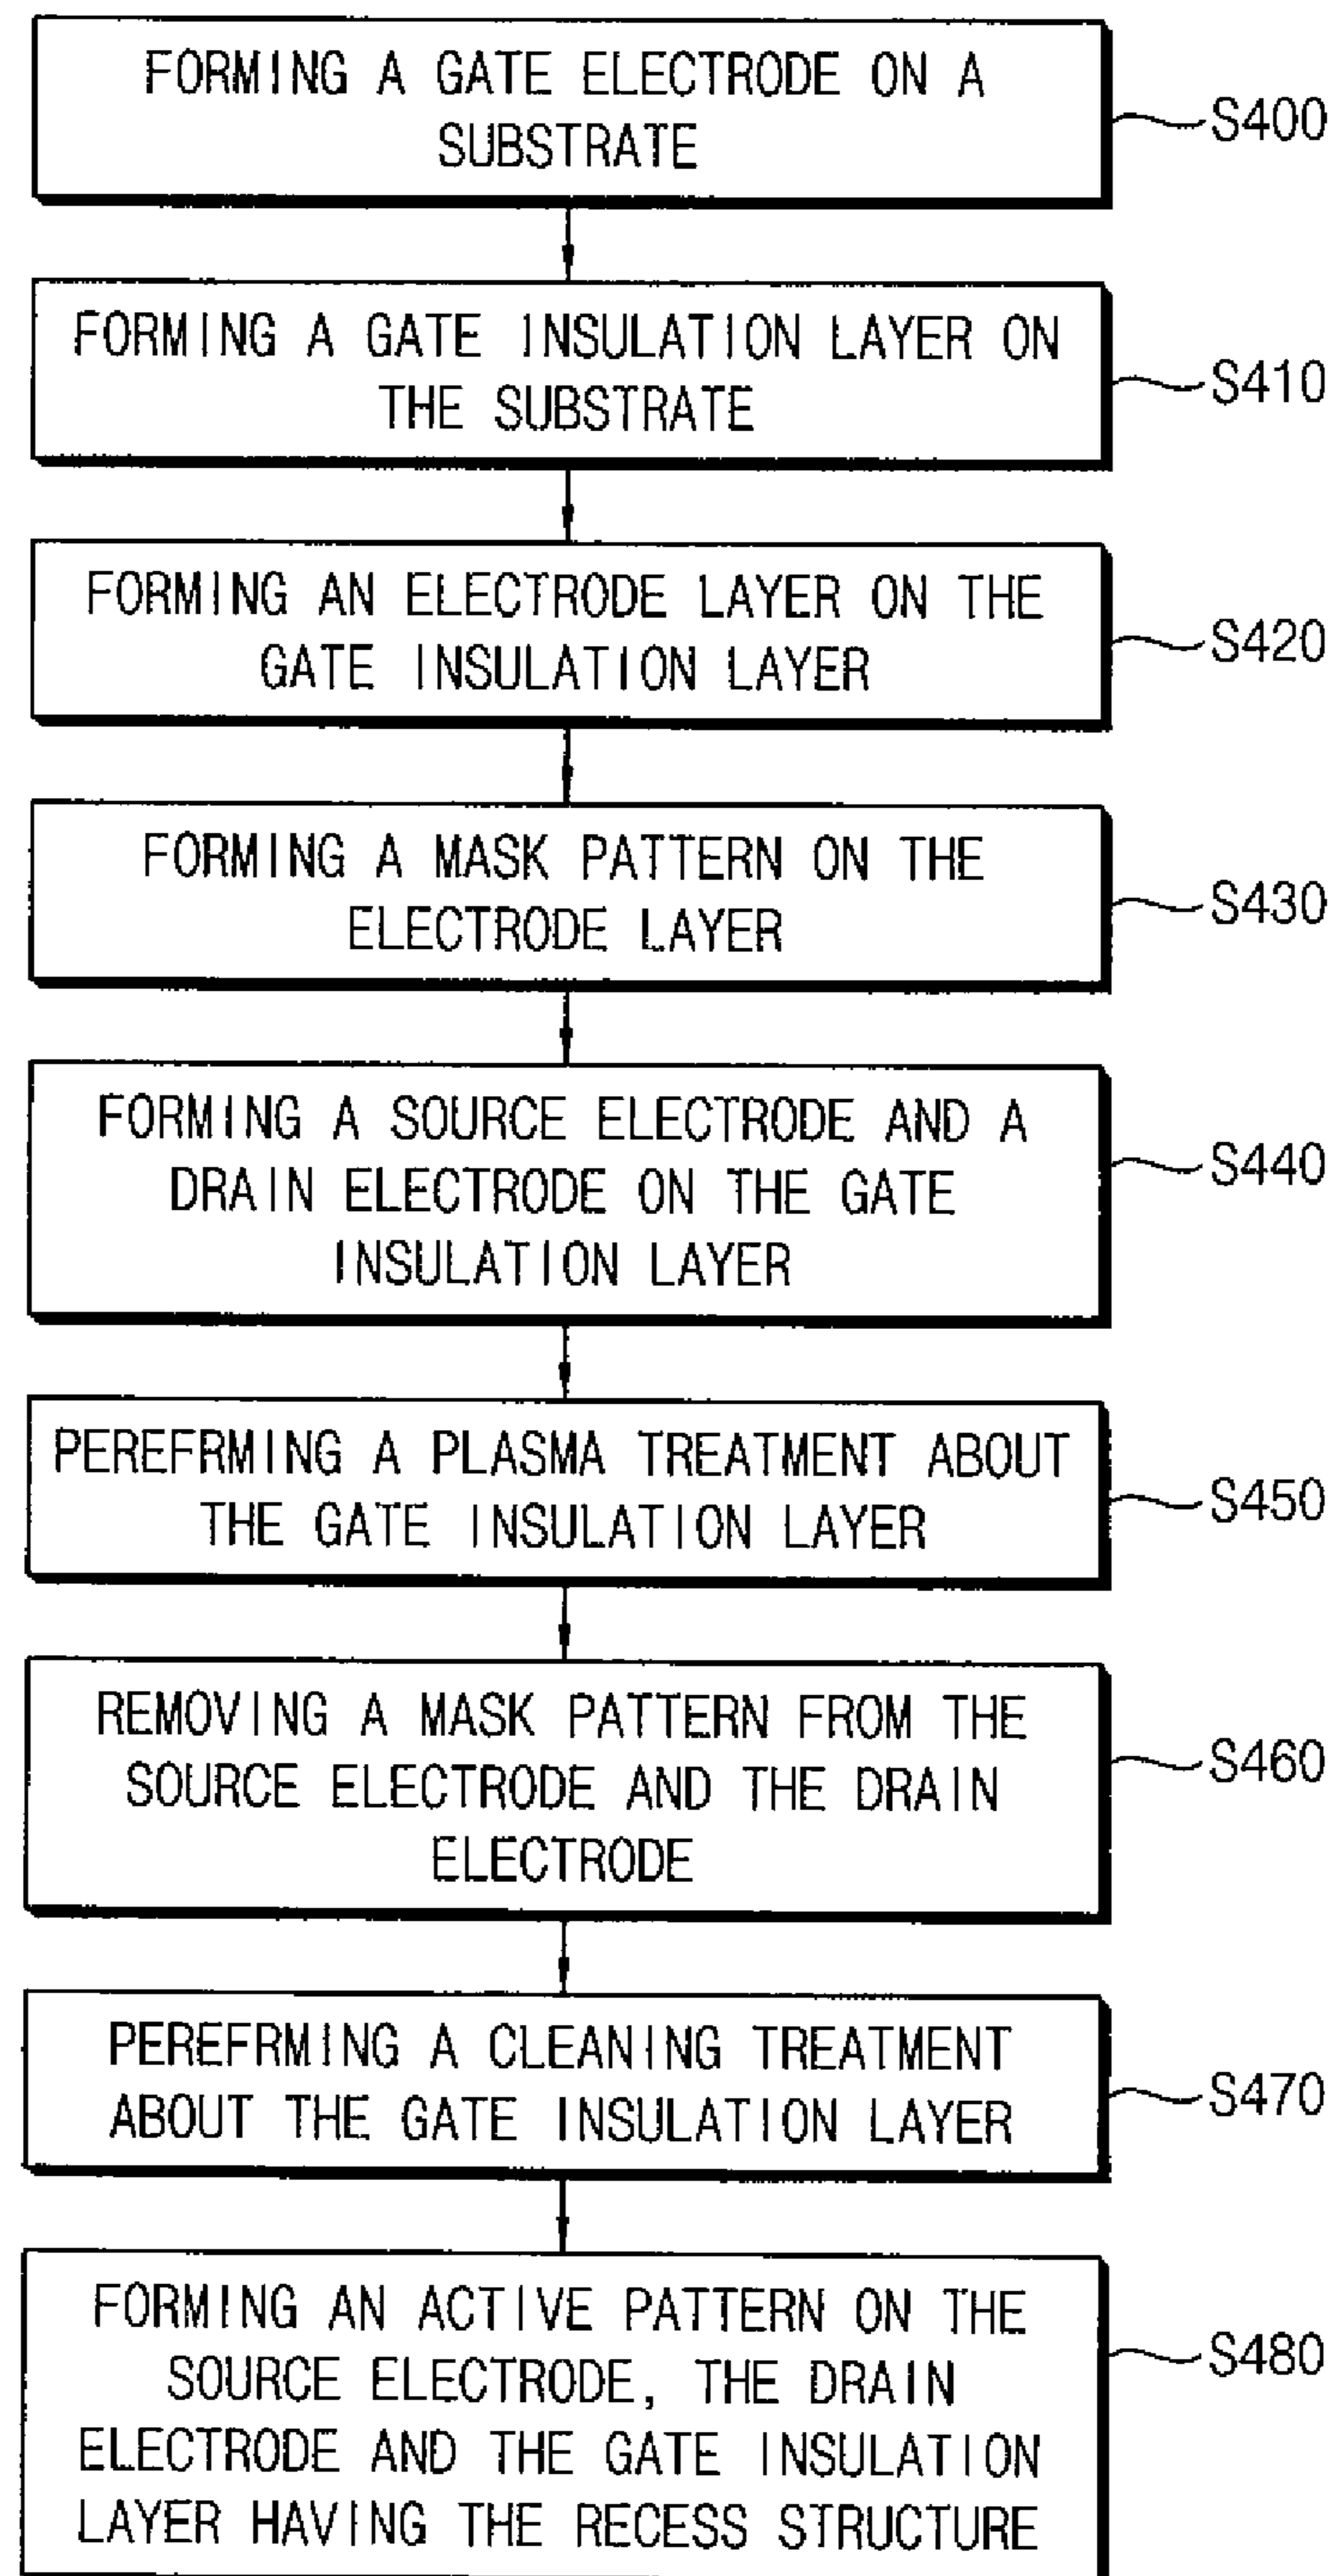 FORMING A GATE ELECTRODE ON A
SUBSTRATE
S400
FORMING A GATE INSULATION LAYER ON
THE SUBSTRATE
S410
FORMING AN ELECTRODE LAYER ON THE
GATE INSULATION LAYER
S420
FORMING A MASK PATTERN ON THE
ELECTRODE LAYER
S430
FORMING A SOURCE ELECTRODE AND A
DRAIN ELECTRODE ON THE GATE
INSULATION LAYER
S440
PEREFRMING A PLASMA TREATMENT ABOUT
THE GATE INSULATION LAYER
S450
REMOVING A MASK PATTERN FROM THE
SOURCE ELECTRODE AND THE DRAIN
ELECTRODE
S460
PEREFRMING A CLEANING TREATMENT
ABOUT THE GATE INSULATION LAYER
S470
FORMING AN ACTIVE PATTERN ON THE
SOURCE ELECTRODE, THE DRAIN
ELECTRODE AND THE GATE INSULATION
LAYER HAVING THE RECESS STRUCTURE
S480